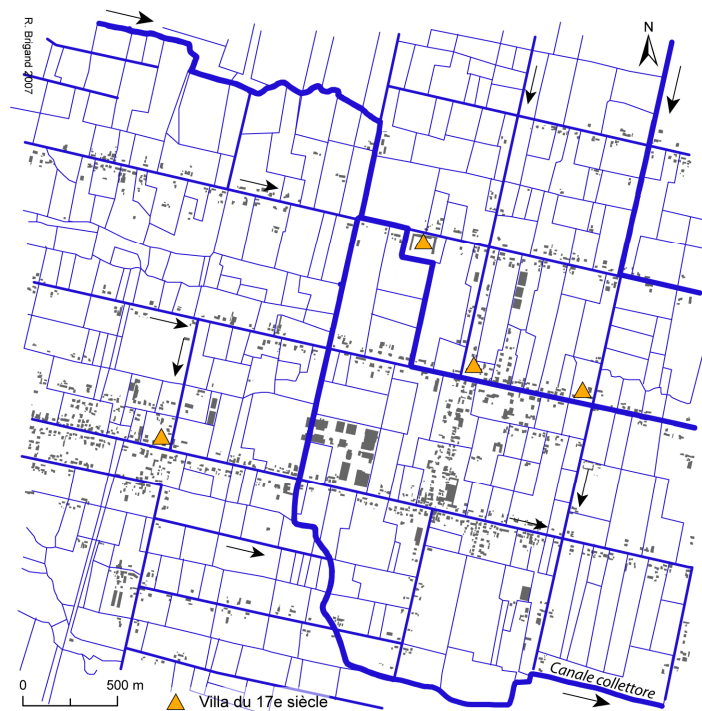 R. Brigand 2007
N
Canale collettore
0 500 m
Villa du 17e siècle